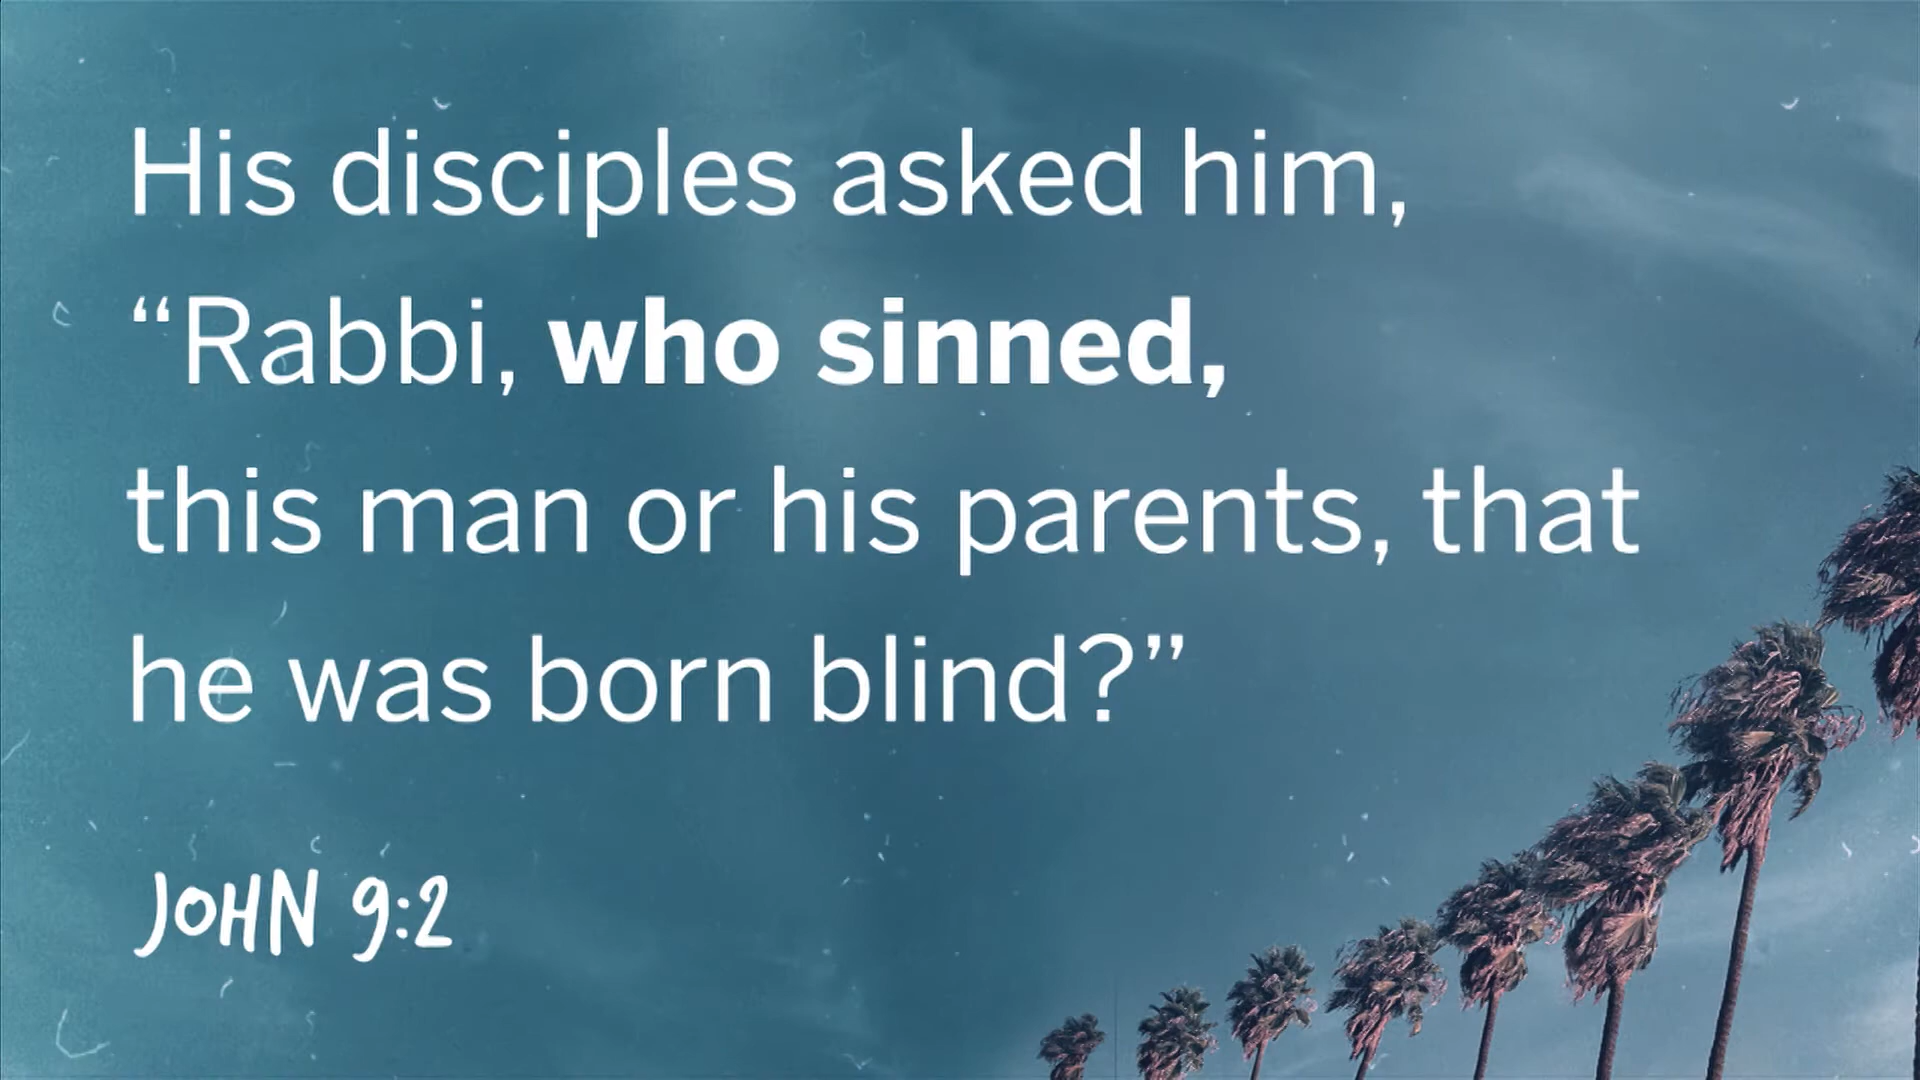 His disciples asked him,
“Rabbi, who sinned,
this man or his parents, that
he was born blind?”
JOHN 9:2